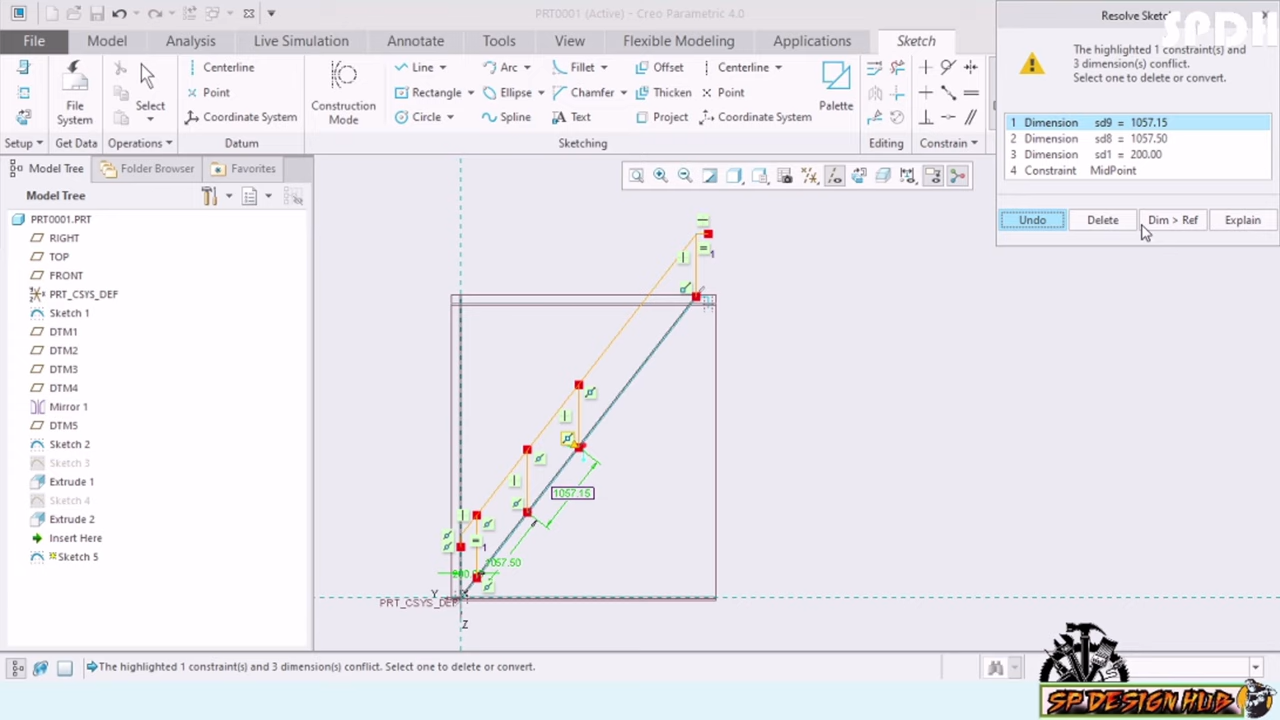 PRT0001 (Active) - Creo Parametric 4.0
File Model Analysis Live Simulation Annotate Tools View Flexible Modeling Applications Sketch
File System
Select
Centerline
Point
Coordinate System
Construction Mode
Line Arc Fillet Offset Centerline
Rectangle Ellipse Chamfer Thicken Point
Circle Spline Text Project Coordinate System
Palette
Setup Get Data Operations Datum Sketching Editing Constrain
Resolve Sketch
SPDH
The highlighted 1 constraint(s) and
3 dimension(s) conflict.
Select one to delete or convert.
1 Dimension sd9 = 1057.15
2 Dimension sd8 = 1057.50
3 Dimension sd1 = 200.00
4 Constraint MidPoint
Undo Delete Dim > Ref Explain
Model Tree Folder Browser Favorites
Model Tree
PRT0001.PRT
RIGHT
TOP
FRONT
PRT_CSYS_DEF
Sketch 1
DTM1
DTM2
DTM3
DTM4
Mirror 1
DTM5
Sketch 2
Sketch 3
Extrude 1
Sketch 4
Extrude 2
Insert Here
Sketch 5
1
1057.15
1
1057.50
Y
PRT_CSYS_DEF
Z
The highlighted 1 constraint(s) and 3 dimension(s) conflict. Select one to delete or convert.
SP DESIGN HUB